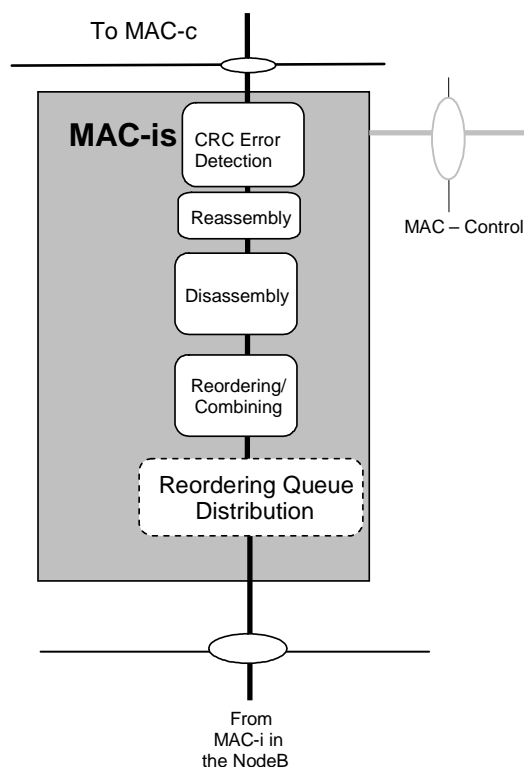 To MAC-c
MAC-is
CRC Error
Detection
Reassembly
MAC – Control
Disassembly
Reordering/
Combining
Reordering Queue
Distribution
From
MAC-i in
the NodeB